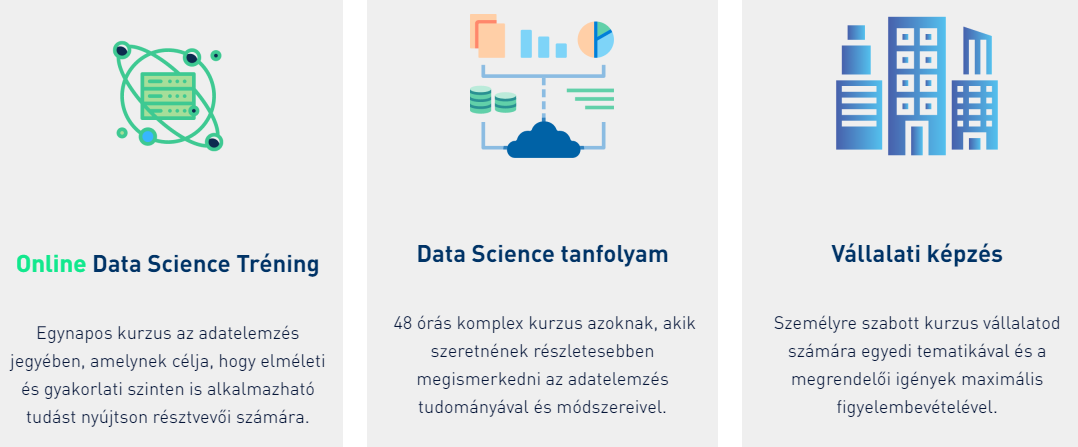 Online Data Science Tréning
Egynapos kurzus az adatelemzés
jegyében, amelynek célja, hogy elméleti
és gyakorlati szinten is alkalmazható
tudást nyújtson résztvevői számára.
Data Science tanfolyam
48 órás komplex kurzus azoknak, akik
szeretnének részletesebben
megismerkedni az adatelemzés
tudományával és módszereivel.
Vállalati képzés
Személyre szabott kurzus vállalatod
számára egyedi tematikával és a
megrendelői igények maximális
figyelembevételével.